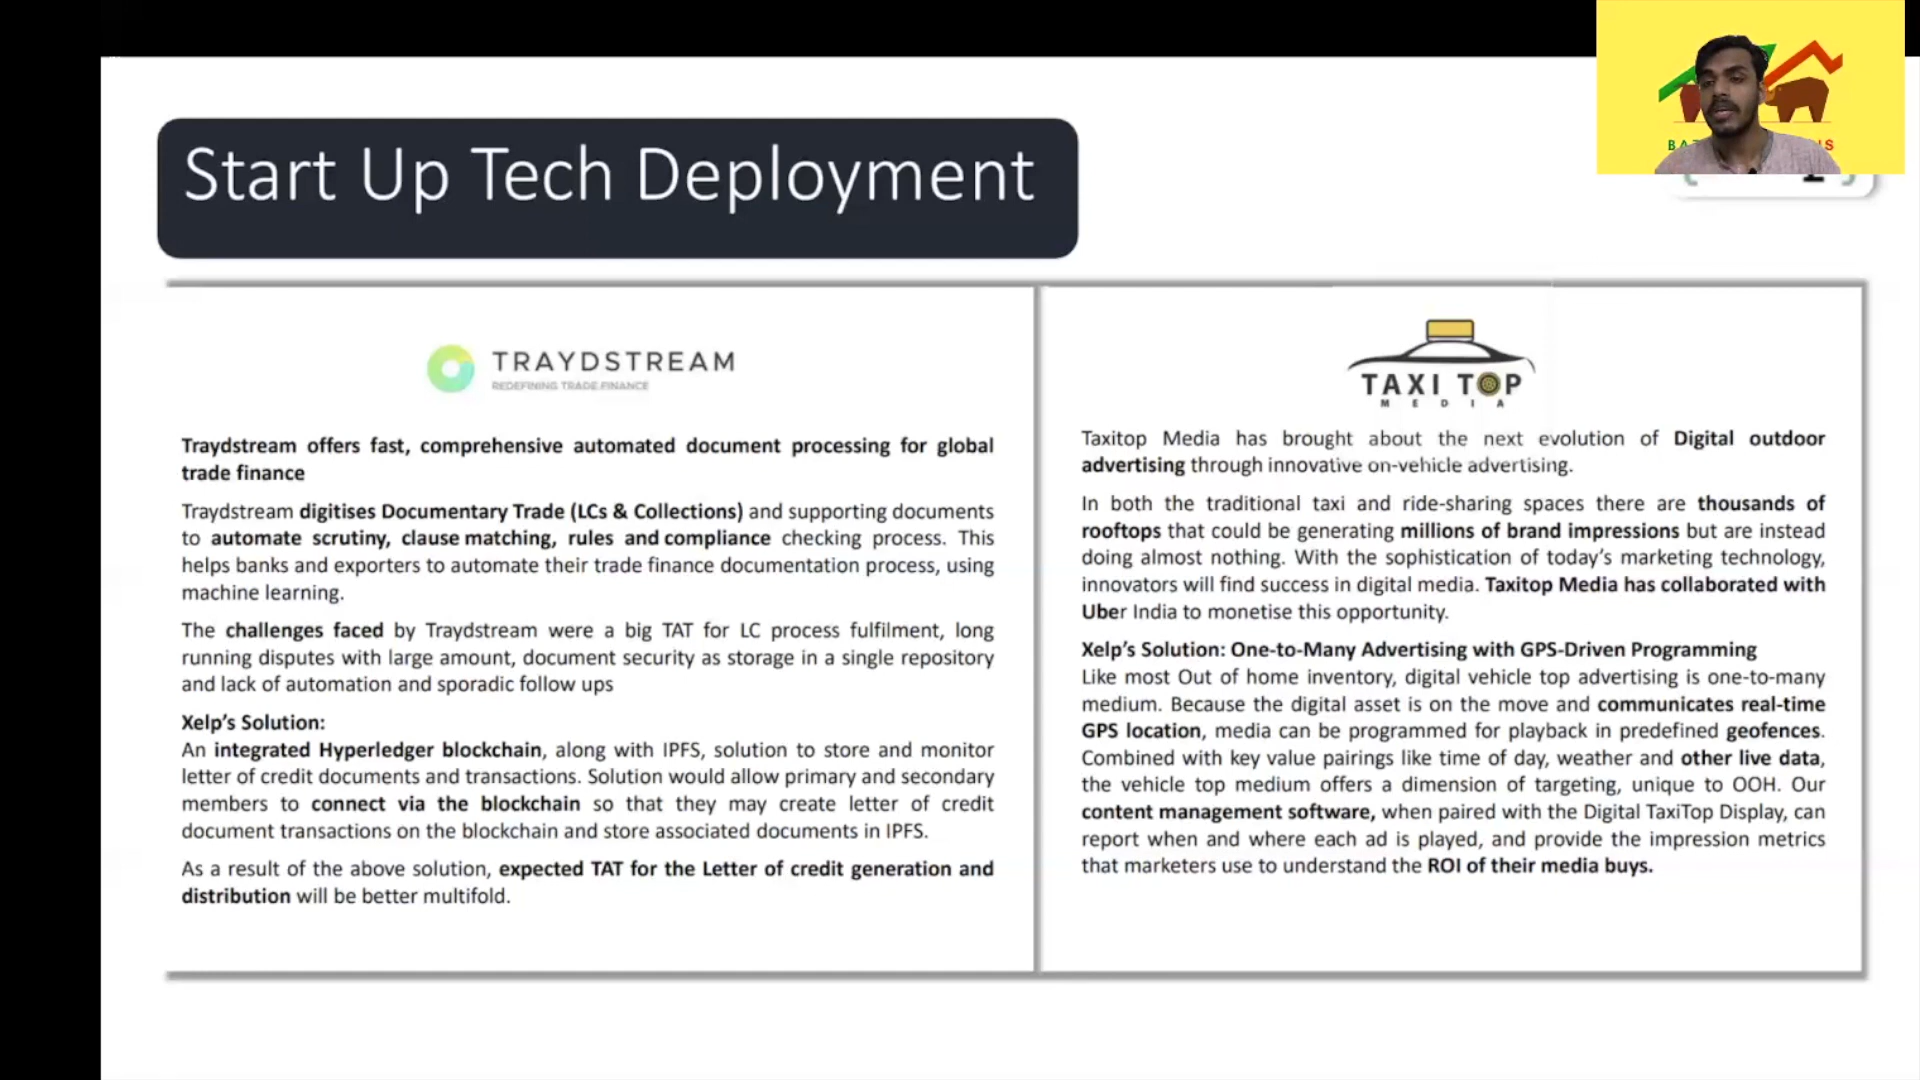 Start Up Tech Deployment
TRAYDSTREAM
REDEFINING TRADE FINANCE
Traydstream offers fast, comprehensive automated document processing for global
trade finance
Traydstream digitises Documentary Trade (LCs & Collections) and supporting documents
to automate scrutiny, clause matching, rules and compliance checking process. This
helps banks and exporters to automate their trade finance documentation process, using
machine learning.
The challenges faced by Traydstream were a big TAT for LC process fulfilment, long
running disputes with large amount, document security as storage in a single repository
and lack of automation and sporadic follow ups
Xelp’s Solution:
An integrated Hyperledger blockchain, along with IPFS, solution to store and monitor
letter of credit documents and transactions. Solution would allow primary and secondary
members to connect via the blockchain so that they may create letter of credit
document transactions on the blockchain and store associated documents in IPFS.
As a result of the above solution, expected TAT for the Letter of credit generation and
distribution will be better multifold.
TAXI TOP
MEDIA
Taxitop Media has brought about the next evolution of Digital outdoor
advertising through innovative on-vehicle advertising.
In both the traditional taxi and ride-sharing spaces there are thousands of
rooftops that could be generating millions of brand impressions but are instead
doing almost nothing. With the sophistication of today’s marketing technology,
innovators will find success in digital media. Taxitop Media has collaborated with
Uber India to monetise this opportunity.
Xelp’s Solution: One-to-Many Advertising with GPS-Driven Programming
Like most Out of home inventory, digital vehicle top advertising is one-to-many
medium. Because the digital asset is on the move and communicates real-time
GPS location, media can be programmed for playback in predefined geofences.
Combined with key value pairings like time of day, weather and other live data,
the vehicle top medium offers a dimension of targeting, unique to OOH. Our
content management software, when paired with the Digital TaxiTop Display, can
report when and where each ad is played, and provide the impression metrics
that marketers use to understand the ROI of their media buys.